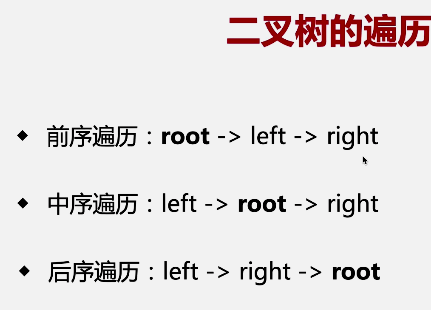 二叉树的遍历
◆ 前序遍历：root -> left -> right
◆ 中序遍历：left -> root -> right
◆ 后序遍历：left -> right -> root